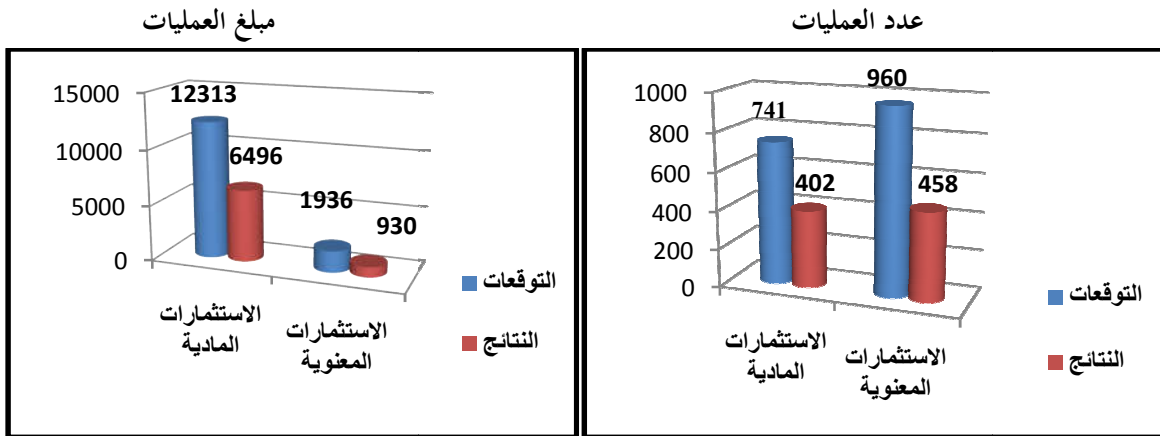 عدد العمليات
1000
800
600
400
200
0
741
402
960
458
الاستثمارات
المادية
الاستثمارات
المعنوية
التوقعات
النتائج
مبلغ العمليات
15000
10000
5000
0
12313
6496
1936
930
الاستثمارات
المادية
الاستثمارات
المعنوية
التوقعات
النتائج